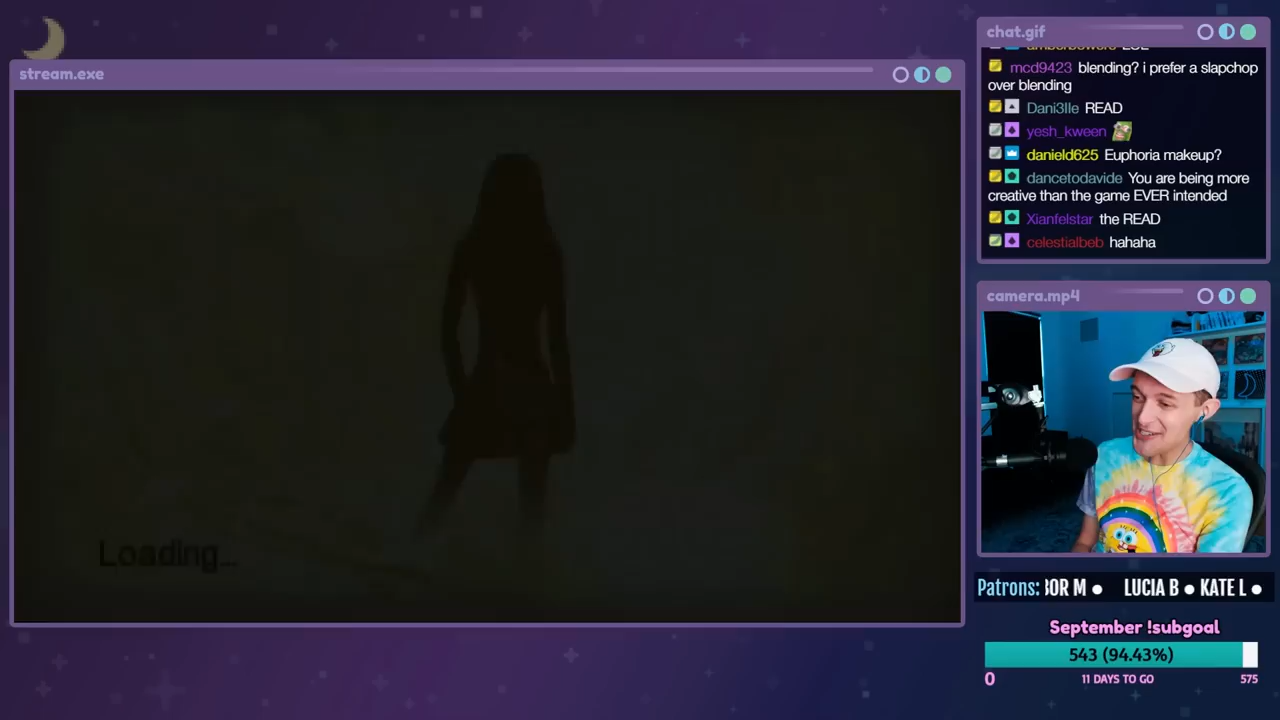 stream.exe
Loading...
chat.gif
mcd9423 blending? i prefer a slapchop
over blending
Dani3lle READ
yesh_kween
danield625 Euphoria makeup?
dancetodavide You are being more
creative than the game EVER intended
Xianfelstar the READ
celestialbeb hahaha
camera.mp4
Patrons: BOR M ● LUCIA B ● KATE L ●
September !subgoal
543 (94.43%)
0 11 DAYS TO GO 575